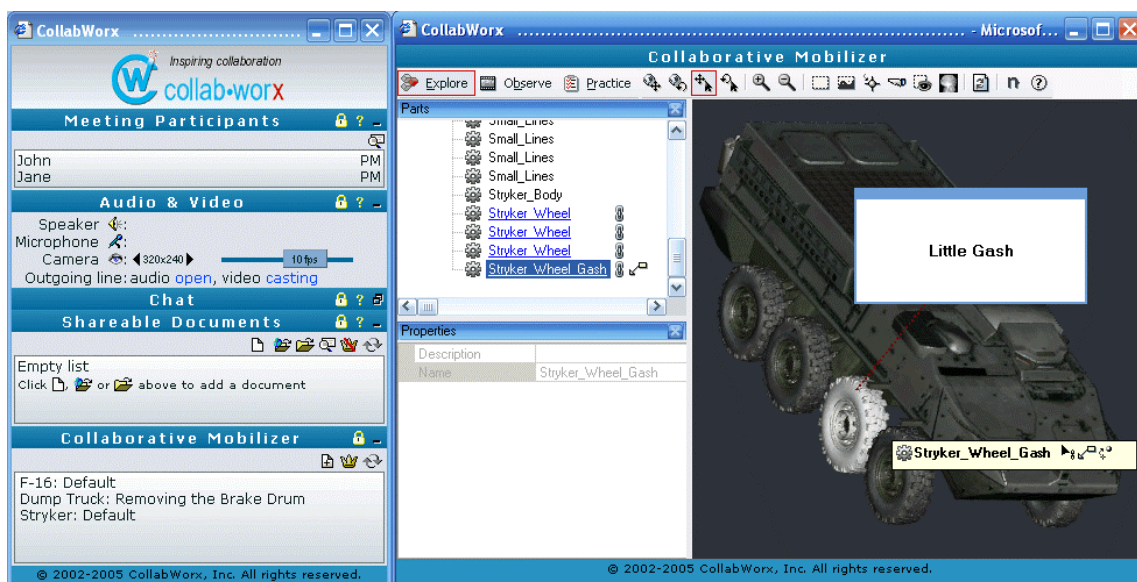 CollabWorx ..............................
Inspiring collaboration
collab·worx
Meeting Participants ? -
John PM
Jane PM
Audio & Video ? -
Speaker :
Microphone :
Camera : 320x240 10 fps
Outgoing line: audio open, video casting
Chat ?
Shareable Documents ? -
Empty list
Click , or above to add a document
Collaborative Mobilizer -
F-16: Default
Dump Truck: Removing the Brake Drum
Stryker: Default
© 2002-2005 CollabWorx, Inc. All rights reserved.
CollabWorx .............................. - Microsof...
Collaborative Mobilizer
Explore Observe Practice n ?
Parts
Small_Lines
Small_Lines
Small_Lines
Small_Lines
Stryker_Body
Stryker_Wheel
Stryker_Wheel
Stryker_Wheel
Stryker_Wheel_Gash
Properties
Description
Name Stryker_Wheel_Gash
Little Gash
Stryker_Wheel_Gash
© 2002-2005 CollabWorx, Inc. All rights reserved.